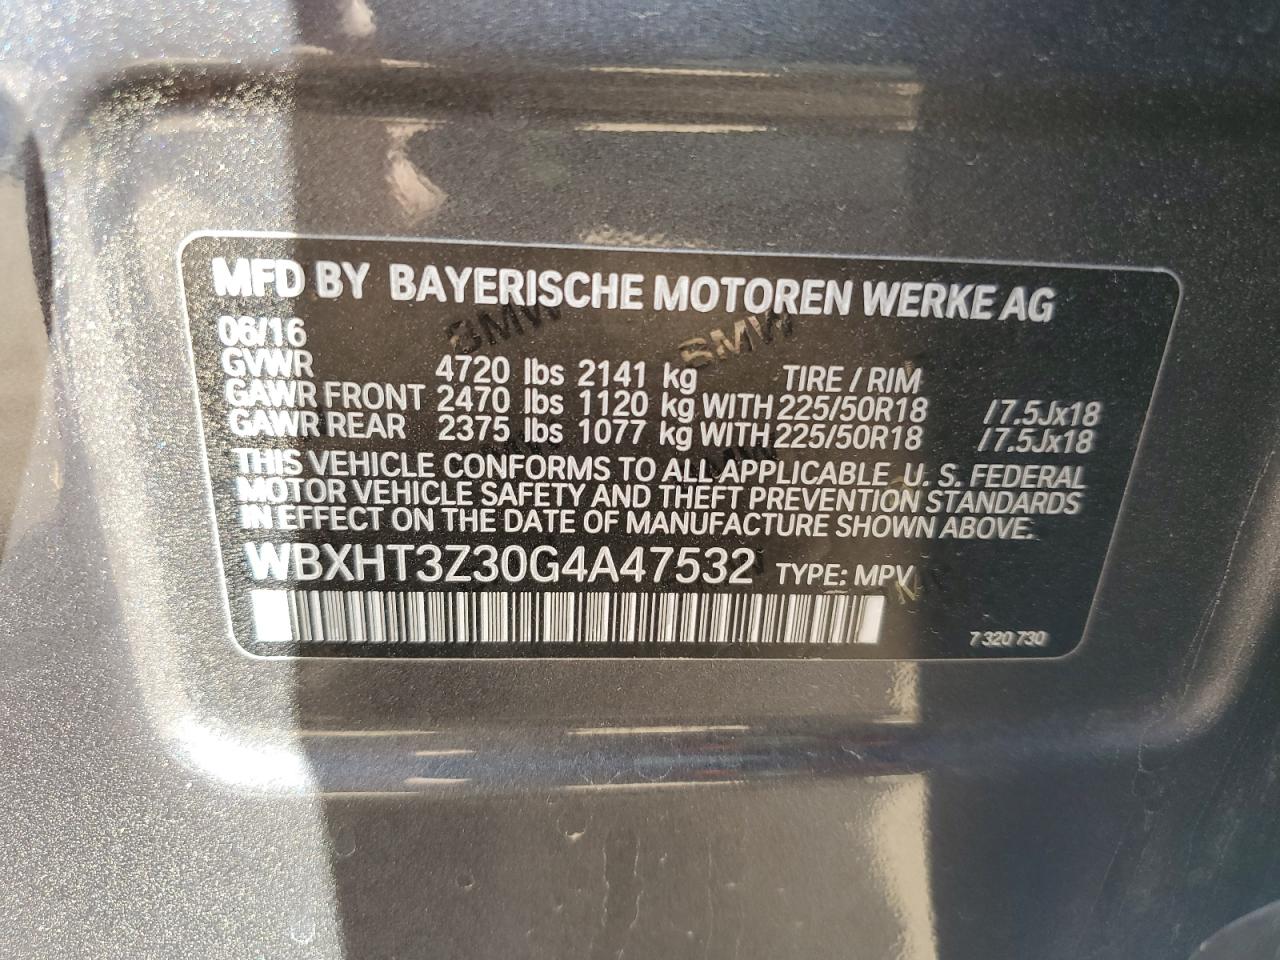 MFD BY BAYERISCHE MOTOREN WERKE AG
06/16
GVWR 4720 lbs 2141 kg TIRE / RIM
GAWR FRONT 2470 lbs 1120 kg WITH 225/50R18 /7.5Jx18
GAWR REAR 2375 lbs 1077 kg WITH 225/50R18 /7.5Jx18
THIS VEHICLE CONFORMS TO ALL APPLICABLE U. S. FEDERAL
MOTOR VEHICLE SAFETY AND THEFT PREVENTION STANDARDS
IN EFFECT ON THE DATE OF MANUFACTURE SHOWN ABOVE.
WBXHT3Z30G4A47532 TYPE: MPV
7 320 730
BMW BMW